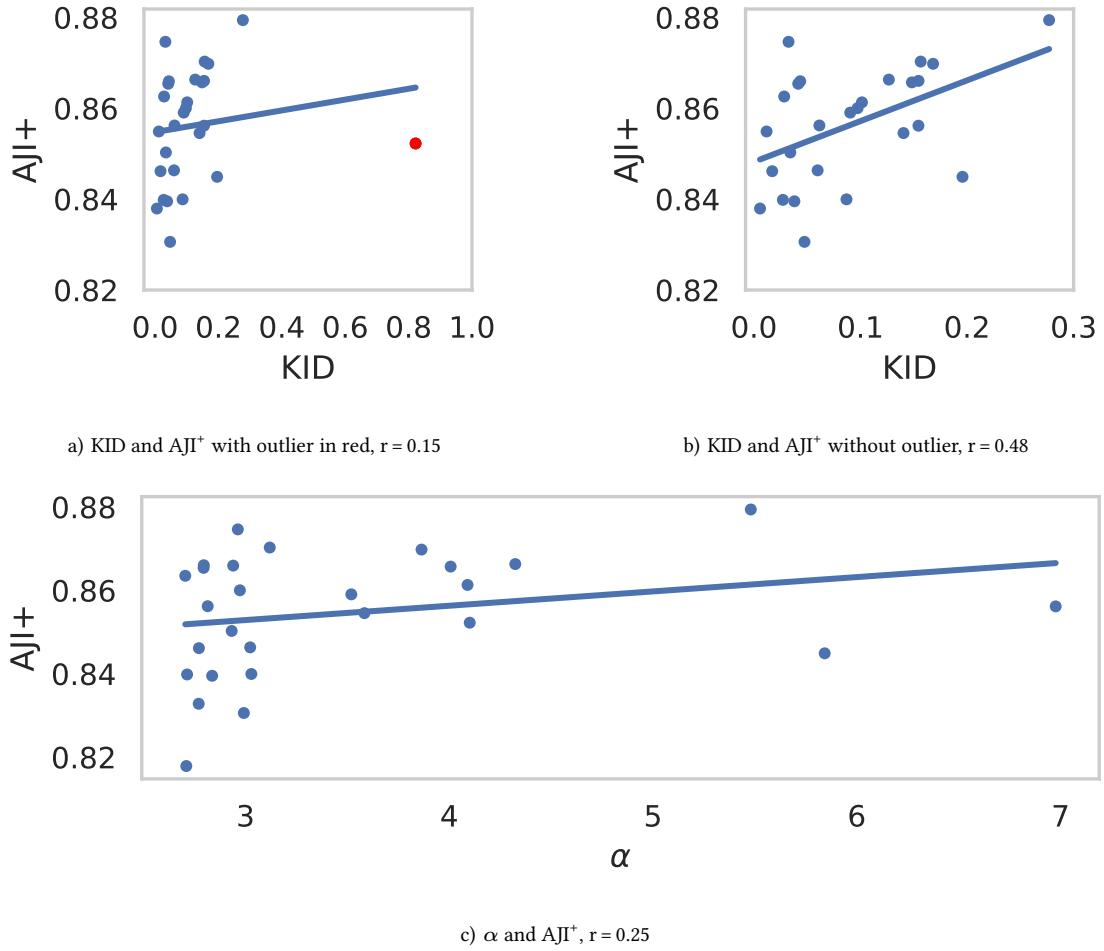 0.88
0.86
0.84
0.82
AJI+
0.0 0.2 0.4 0.6 0.8 1.0
KID
0.88
0.86
0.84
0.82
AJI+
0.0 0.1 0.2 0.3
KID
a) KID and AJI⁺ with outlier in red, r = 0.15
b) KID and AJI⁺ without outlier, r = 0.48
0.88
0.86
0.84
0.82
AJI+
3 4 5 6 7
α
c) α and AJI⁺, r = 0.25